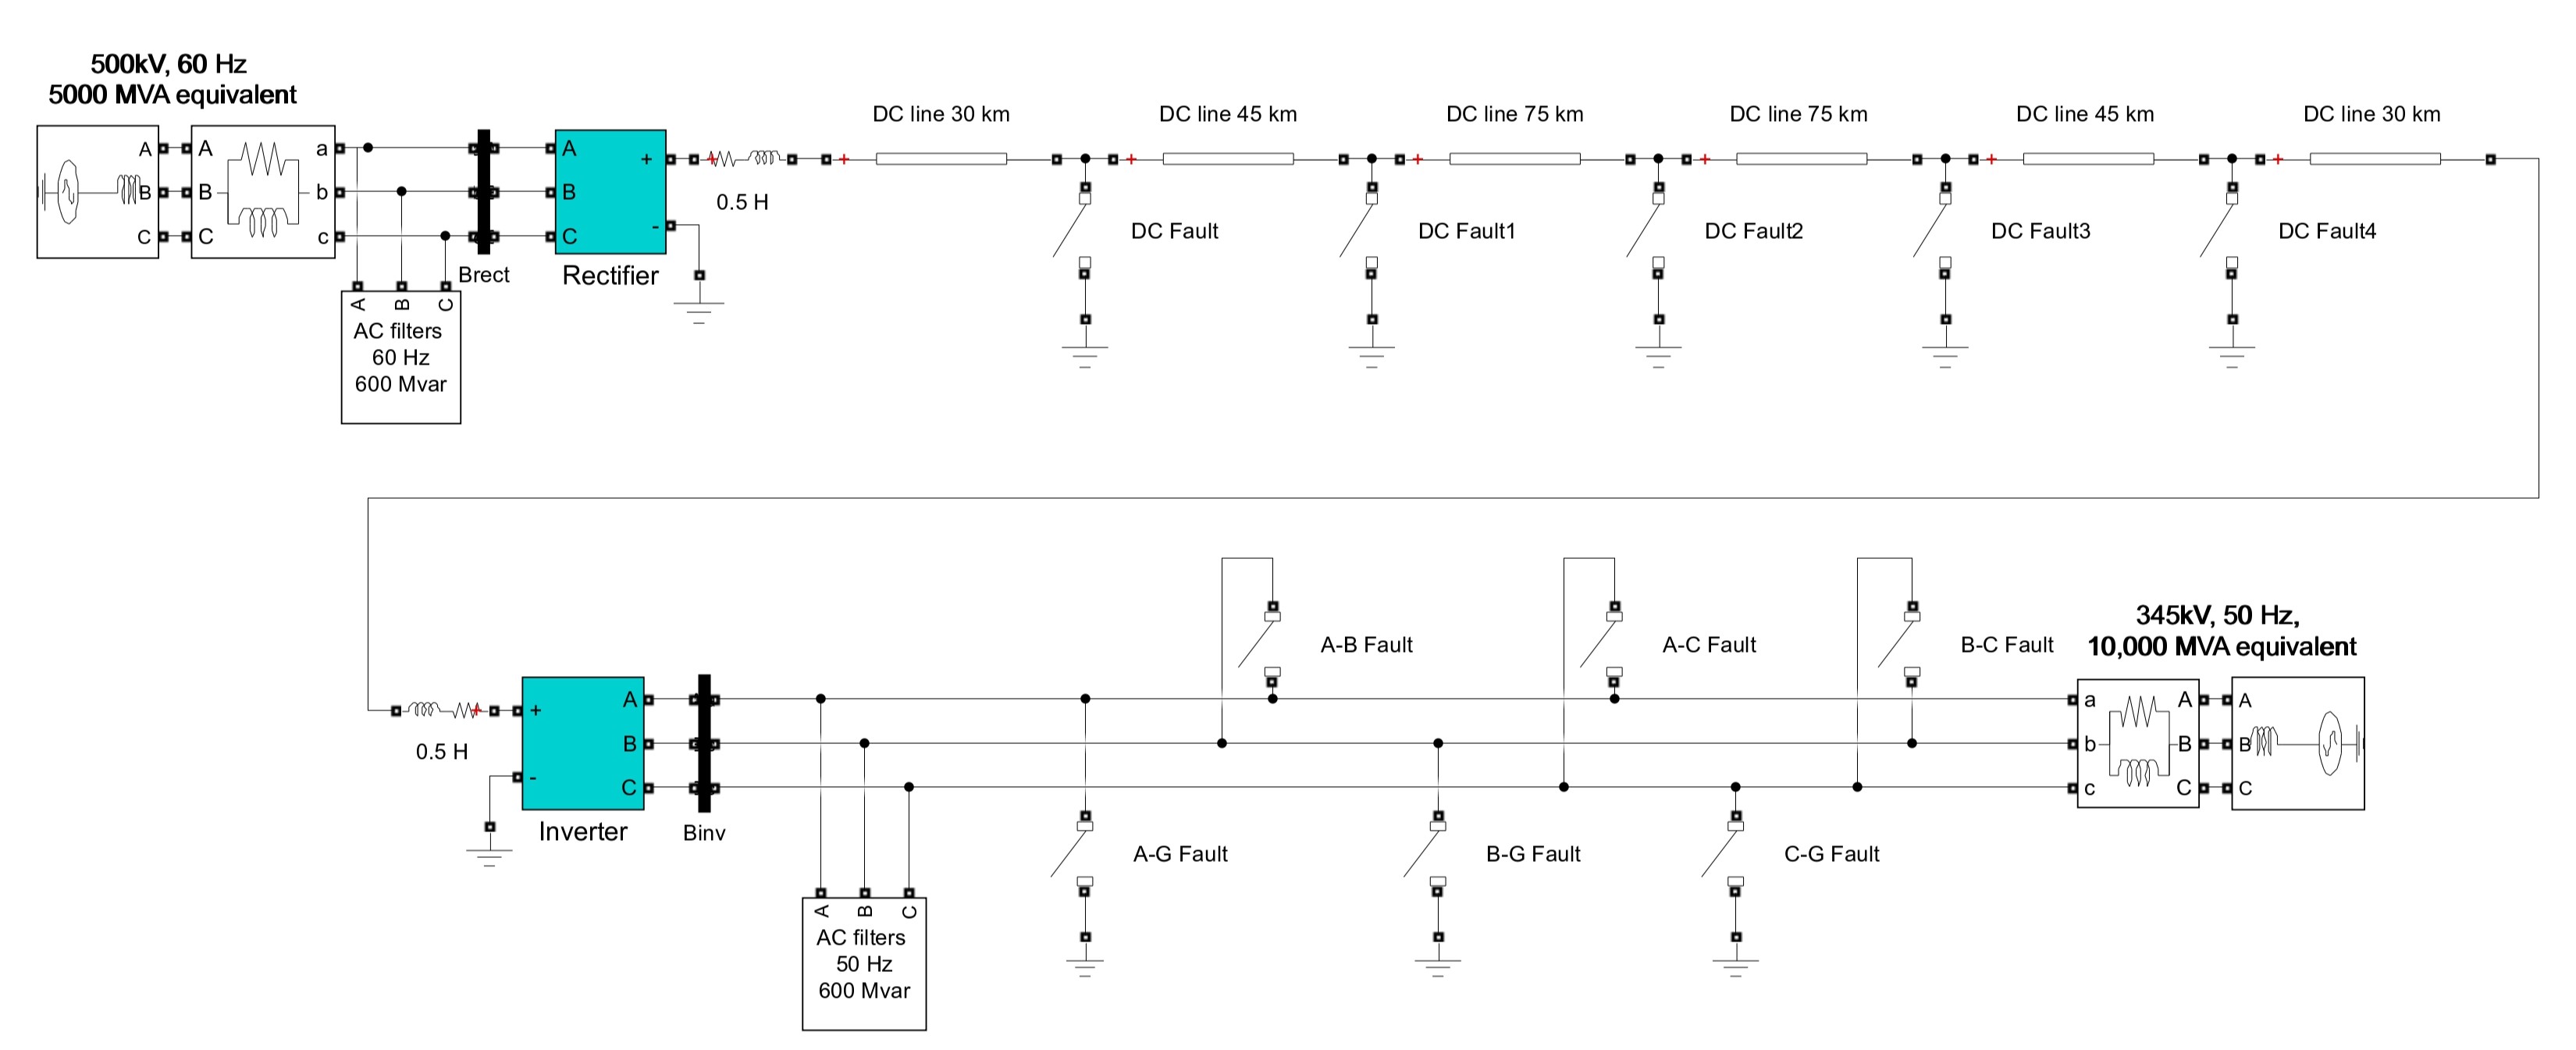 500kV, 60 Hz
5000 MVA equivalent
A
B
C
A
B
C
a
b
c
A
B
C
AC filters
60 Hz
600 Mvar
Brect
A
B
C
+
-
Rectifier
+
0.5 H
DC line 30 km
+
DC line 45 km
+
DC line 75 km
+
DC line 75 km
+
DC line 45 km
+
DC line 30 km
+
DC Fault
DC Fault1
DC Fault2
DC Fault3
DC Fault4
+
0.5 H
+
-
A
B
C
Inverter
Binv
A
B
C
AC filters
50 Hz
600 Mvar
A-B Fault
A-C Fault
B-C Fault
A-G Fault
B-G Fault
C-G Fault
345kV, 50 Hz,
10,000 MVA equivalent
a
b
c
A
B
C
A
B
C